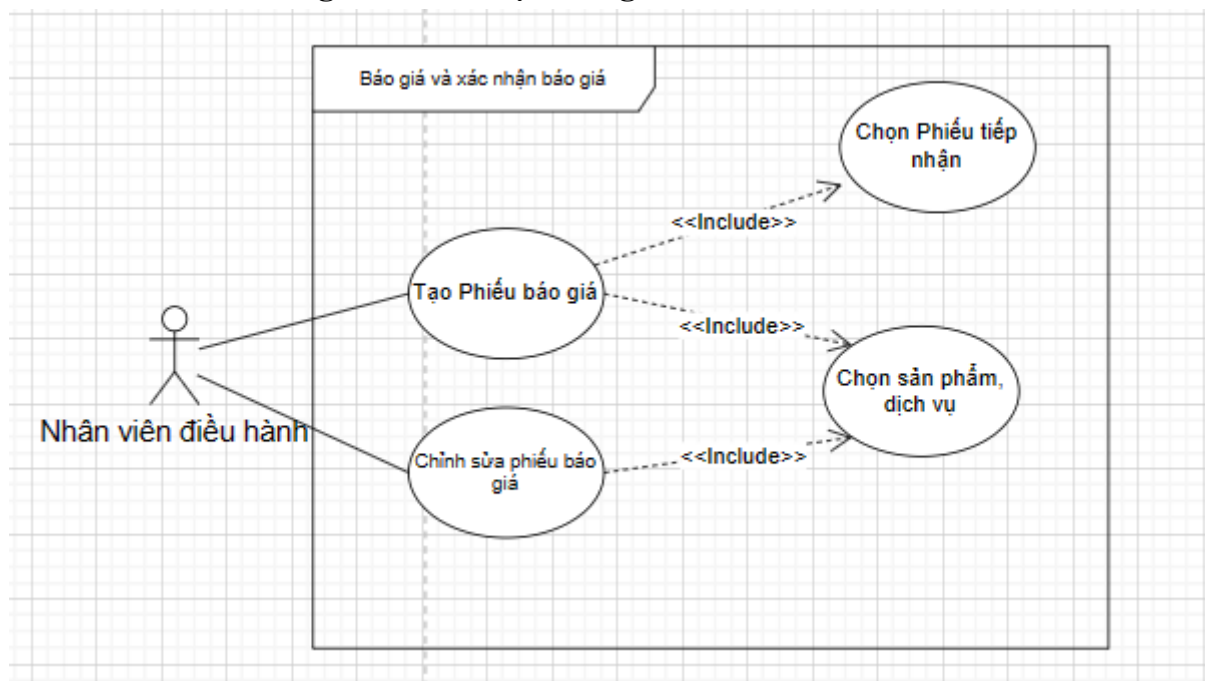 Báo giá và xác nhận báo giá
Chọn Phiếu tiếp
nhận
<<Include>>
Tạo Phiếu báo giá
<<Include>>
Chọn sản phẩm,
dịch vụ
Nhân viên điều hành
Chỉnh sửa phiếu báo
giá
<<Include>>